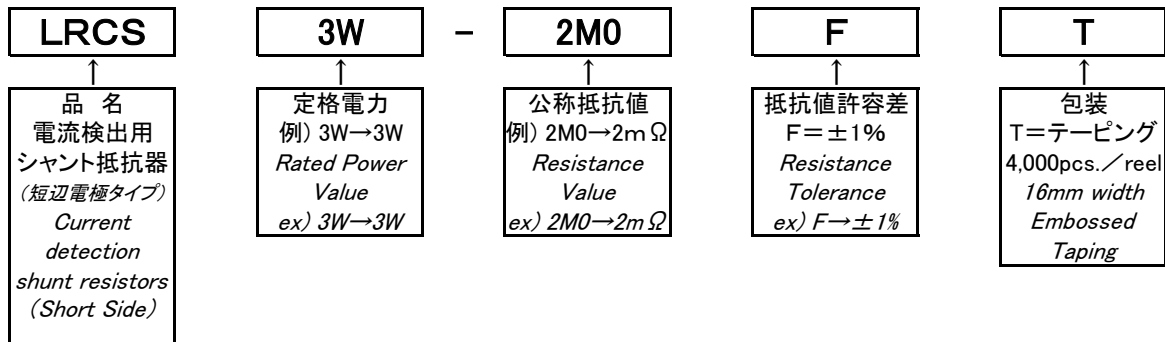 LRCS 3W - 2M0 F T
↑ ↑ ↑ ↑ ↑
品 名
電流検出用
シャント抵抗器
(短辺電極タイプ)
Current
detection
shunt resistors
(Short Side)
定格電力
例) 3W→3W
Rated Power
Value
ex) 3W→3W
公称抵抗値
例) 2M0→2mΩ
Resistance
Value
ex) 2M0→2mΩ
抵抗値許容差
F=±1%
Resistance
Tolerance
ex) F→±1%
包装
T=テーピング
4,000pcs./reel
16mm width
Embossed
Taping